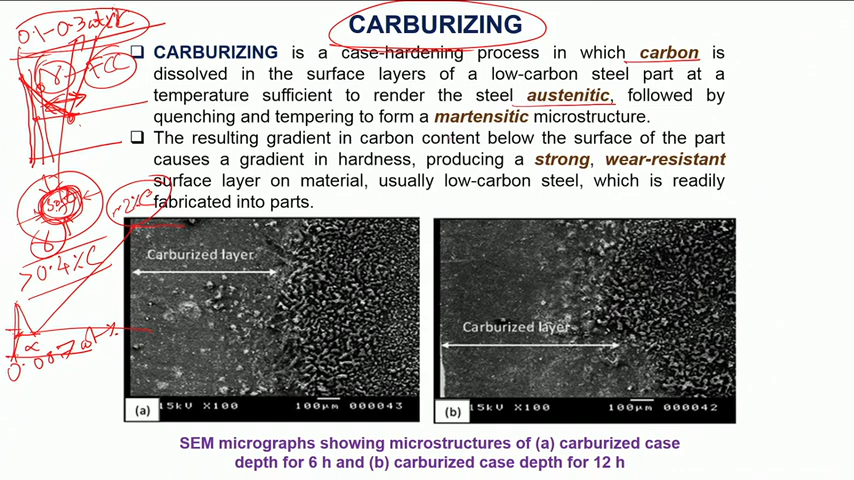 CARBURIZING
0.1-0.3 wt%C
❑ CARBURIZING is a case-hardening process in which carbon is
dissolved in the surface layers of a low-carbon steel part at a
temperature sufficient to render the steel austenitic, followed by
quenching and tempering to form a martensitic microstructure.
❑ The resulting gradient in carbon content below the surface of the part
causes a gradient in hardness, producing a strong, wear-resistant
surface layer on material, usually low-carbon steel, which is readily
fabricated into parts.
γ - FCC
~2%C
>0.4%C
α
Carburized layer
(a) 15kV X100 100µm 000043
Carburized layer
(b) 15kV X100 100µm 000042
SEM micrographs showing microstructures of (a) carburized case
depth for 6 h and (b) carburized case depth for 12 h